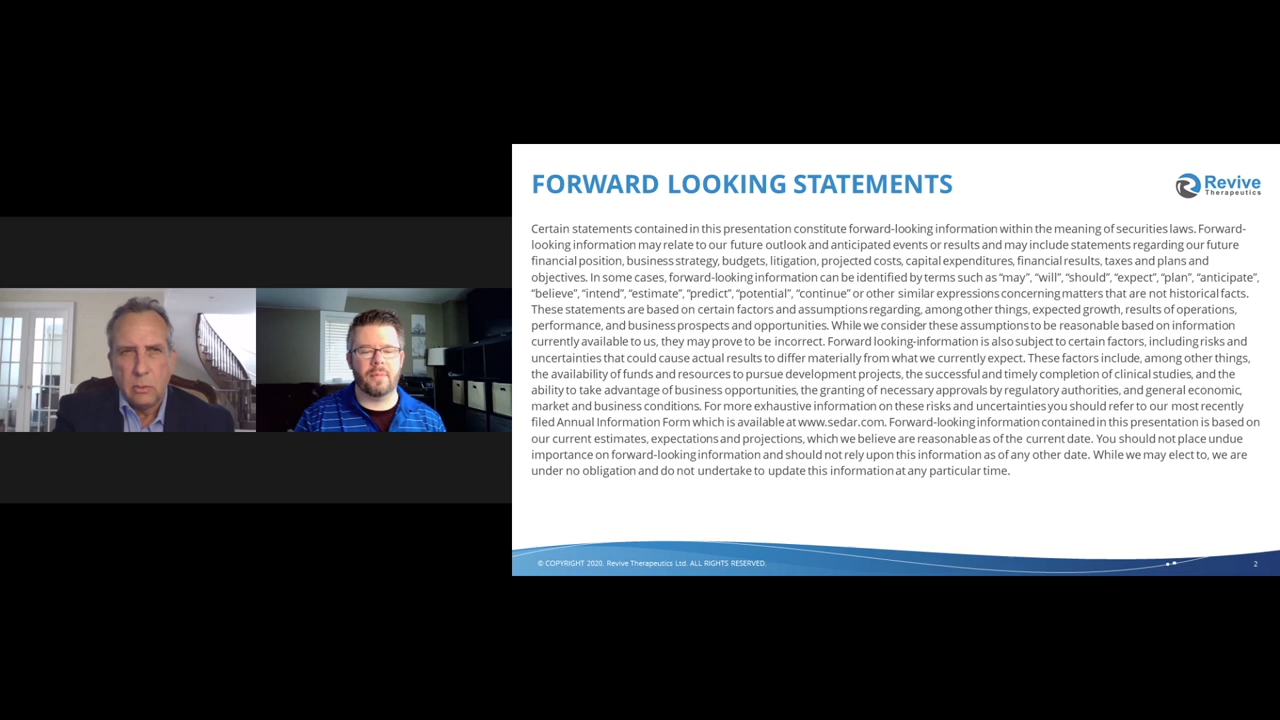 FORWARD LOOKING STATEMENTS
Revive
Therapeutics
Certain statements contained in this presentation constitute forward-looking information within the meaning of securities laws. Forward-
looking information may relate to our future outlook and anticipated events or results and may include statements regarding our future
financial position, business strategy, budgets, litigation, projected costs, capital expenditures, financial results, taxes and plans and
objectives. In some cases, forward-looking information can be identified by terms such as “may”, “will”, “should”, “expect”, “plan”, “anticipate”,
“believe”, “intend”, “estimate”, “predict”, “potential”, “continue” or other similar expressions concerning matters that are not historical facts.
These statements are based on certain factors and assumptions regarding, among other things, expected growth, results of operations,
performance, and business prospects and opportunities. While we consider these assumptions to be reasonable based on information
currently available to us, they may prove to be incorrect. Forward looking-information is also subject to certain factors, including risks and
uncertainties that could cause actual results to differ materially from what we currently expect. These factors include, among other things,
the availability of funds and resources to pursue development projects, the successful and timely completion of clinical studies, and the
ability to take advantage of business opportunities, the granting of necessary approvals by regulatory authorities, and general economic,
market and business conditions. For more exhaustive information on these risks and uncertainties you should refer to our most recently
filed Annual Information Form which is available at www.sedar.com. Forward-looking information contained in this presentation is based on
our current estimates, expectations and projections, which we believe are reasonable as of the current date. You should not place undue
importance on forward-looking information and should not rely upon this information as of any other date. While we may elect to, we are
under no obligation and do not undertake to update this information at any particular time.
© COPYRIGHT 2020. Revive Therapeutics Ltd. ALL RIGHTS RESERVED.
2